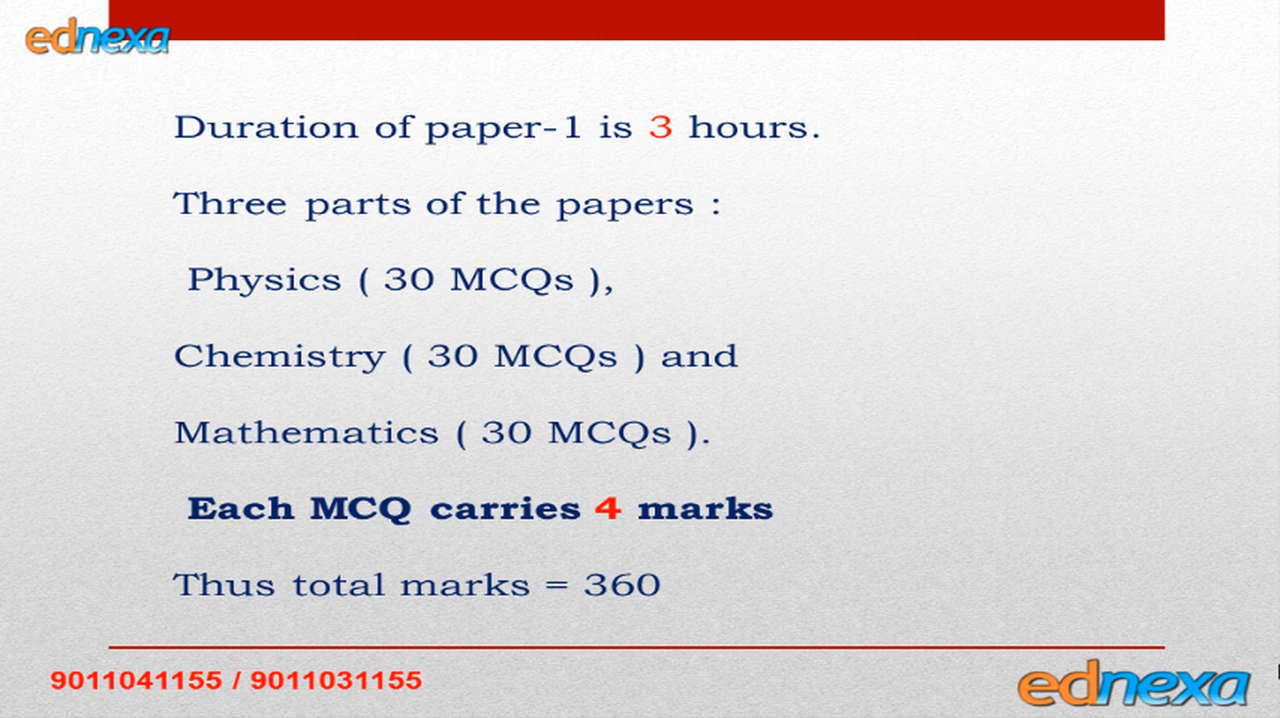 ednexa
Duration of paper-1 is 3 hours.
Three parts of the papers :
Physics ( 30 MCQs ),
Chemistry ( 30 MCQs ) and
Mathematics ( 30 MCQs ).
Each MCQ carries 4 marks
Thus total marks = 360
9011041155 / 9011031155
ednexa